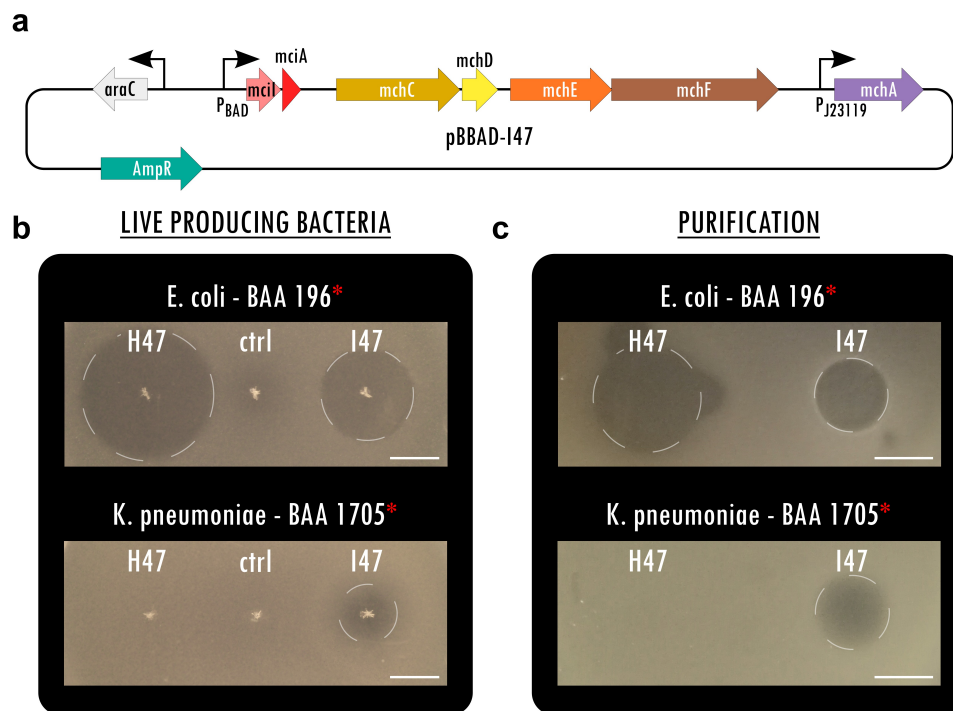 a
mciA
mchD
araC
mciI
mchC
mchE
mchF
mchA
PBAD
PJ23119
pBBAD-I47
AmpR
b
LIVE PRODUCING BACTERIA
E. coli - BAA 196*
H47 ctrl I47
K. pneumoniae - BAA 1705*
H47 ctrl I47
c
PURIFICATION
E. coli - BAA 196*
H47 I47
K. pneumoniae - BAA 1705*
H47 I47